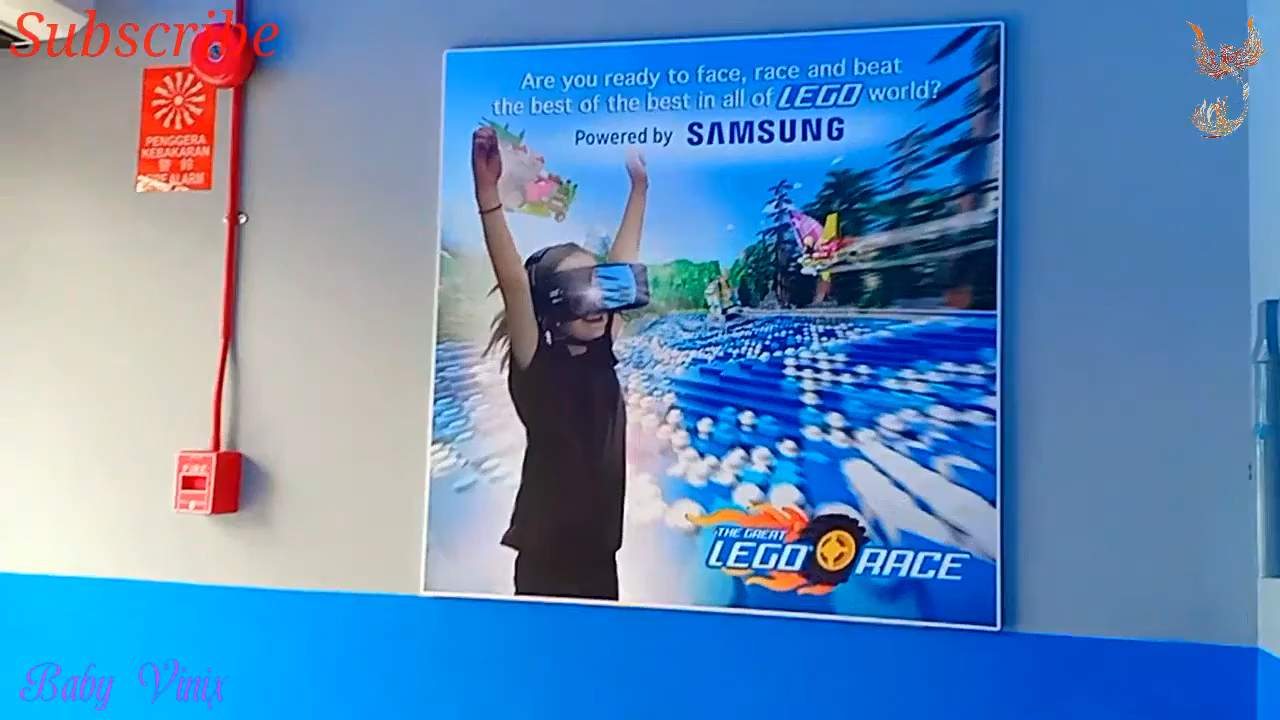 Subscribe
PENGGERA
KEBAKARAN
FIRE ALARM
Are you ready to face, race and beat
the best of the best in all of LEGO world?
Powered by SAMSUNG
FIRE
THE GREAT
LEGO RACE
Baby Vinix